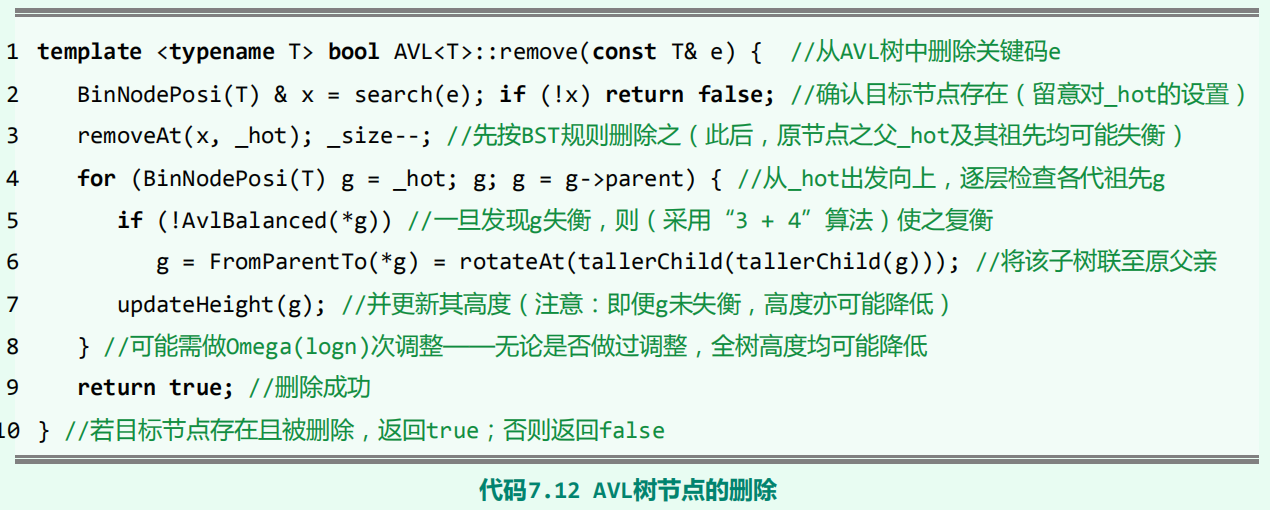 1 template <typename T> bool AVL<T>::remove(const T& e) { //从AVL树中删除关键码e
2 BinNodePosi(T) & x = search(e); if (!x) return false; //确认目标节点存在（留意对_hot的设置）
3 removeAt(x, _hot); _size--; //先按BST规则删除之（此后，原节点之父_hot及其祖先均可能失衡）
4 for (BinNodePosi(T) g = _hot; g; g = g->parent) { //从_hot出发向上，逐层检查各代祖先g
5 if (!AvlBalanced(*g)) //一旦发现g失衡，则（采用“3 + 4”算法）使之复衡
6 g = FromParentTo(*g) = rotateAt(tallerChild(tallerChild(g))); //将该子树联至原父亲
7 updateHeight(g); //并更新其高度（注意：即便g未失衡，高度亦可能降低）
8 } //可能需做Omega(logn)次调整——无论是否做过调整，全树高度均可能降低
9 return true; //删除成功
10 } //若目标节点存在且被删除，返回true；否则返回false
代码7.12 AVL树节点的删除